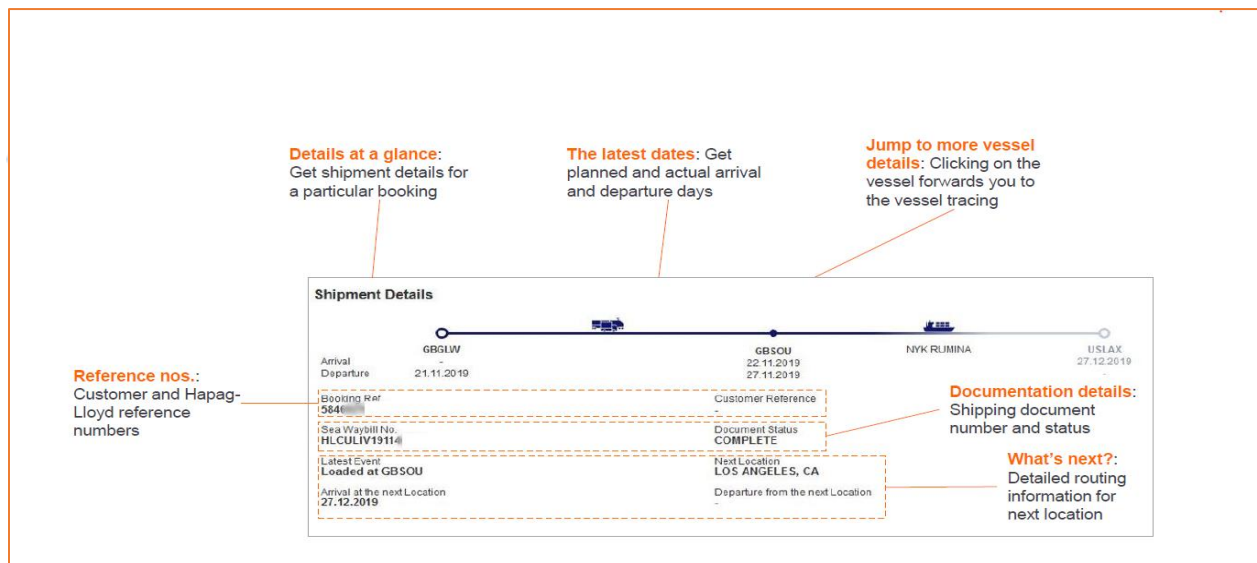 Details at a glance:
Get shipment details for
a particular booking
The latest dates: Get
planned and actual arrival
and departure days
Jump to more vessel
details: Clicking on the
vessel forwards you to
the vessel tracing
Shipment Details
GBGLW
GBSOU
NYK RUMINA
USLAX
Arrival - 22.11.2019 27.12.2019
Departure 21.11.2019 27.11.2019 -
Reference nos.:
Customer and Hapag-
Lloyd reference
numbers
Booking Ref
Customer Reference
5846
-
Sea Waybill No.
Document Status
HLCULIV19114
COMPLETE
Latest Event
Next Location
Loaded at GBSOU
LOS ANGELES, CA
Arrival at the next Location
Departure from the next Location
27.12.2019
-
Documentation details:
Shipping document
number and status
What's next?:
Detailed routing
information for
next location